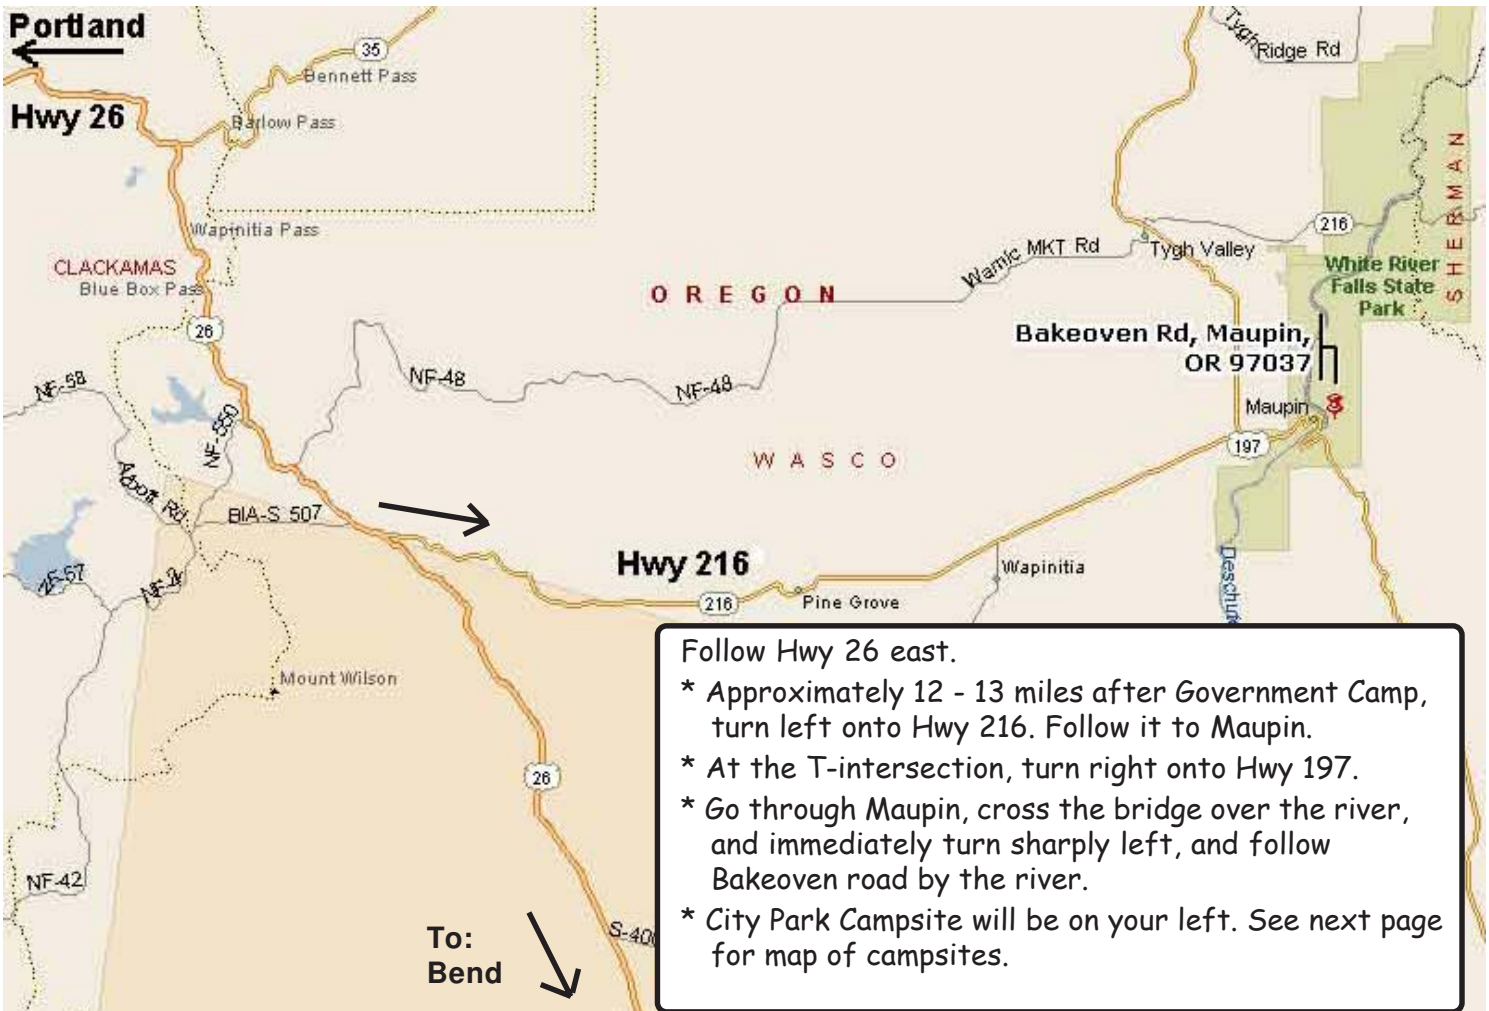 Portland
35
Bennett Pass
Hwy 26
Barlow Pass
Tygh
Ridge Rd
SHERMAN
Wapinitia Pass
216
CLACKAMAS
Blue Box Pass
Wamic MKT Rd
Tygh Valley
White River
Falls State
Park
OREGON
26
Bakeoven Rd, Maupin,
OR 97037
NF-58
NF-48
NF-48
Maupin
NF-550
197
WASCO
Abbott Rd
BIA-S 507
Hwy 216
Wapinitia
NF-57
216
Pine Grove
Mount Wilson
26
NF-42
To:
Bend
Follow Hwy 26 east.
* Approximately 12 - 13 miles after Government Camp,
turn left onto Hwy 216. Follow it to Maupin.
* At the T-intersection, turn right onto Hwy 197.
* Go through Maupin, cross the bridge over the river,
and immediately turn sharply left, and follow
Bakeoven road by the river.
* City Park Campsite will be on your left. See next page
for map of campsites.